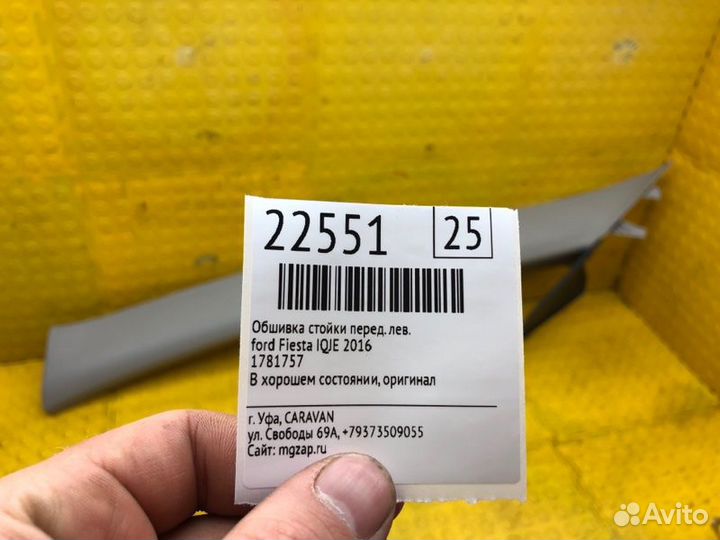 22551 25
Обшивка стойки перед. лев.
ford Fiesta IQJE 2016
1781757
В хорошем состоянии, оригинал
г. Уфа, CARAVAN
ул. Свободы 69А, +79373509055
Сайт: mgzap.ru
Avito